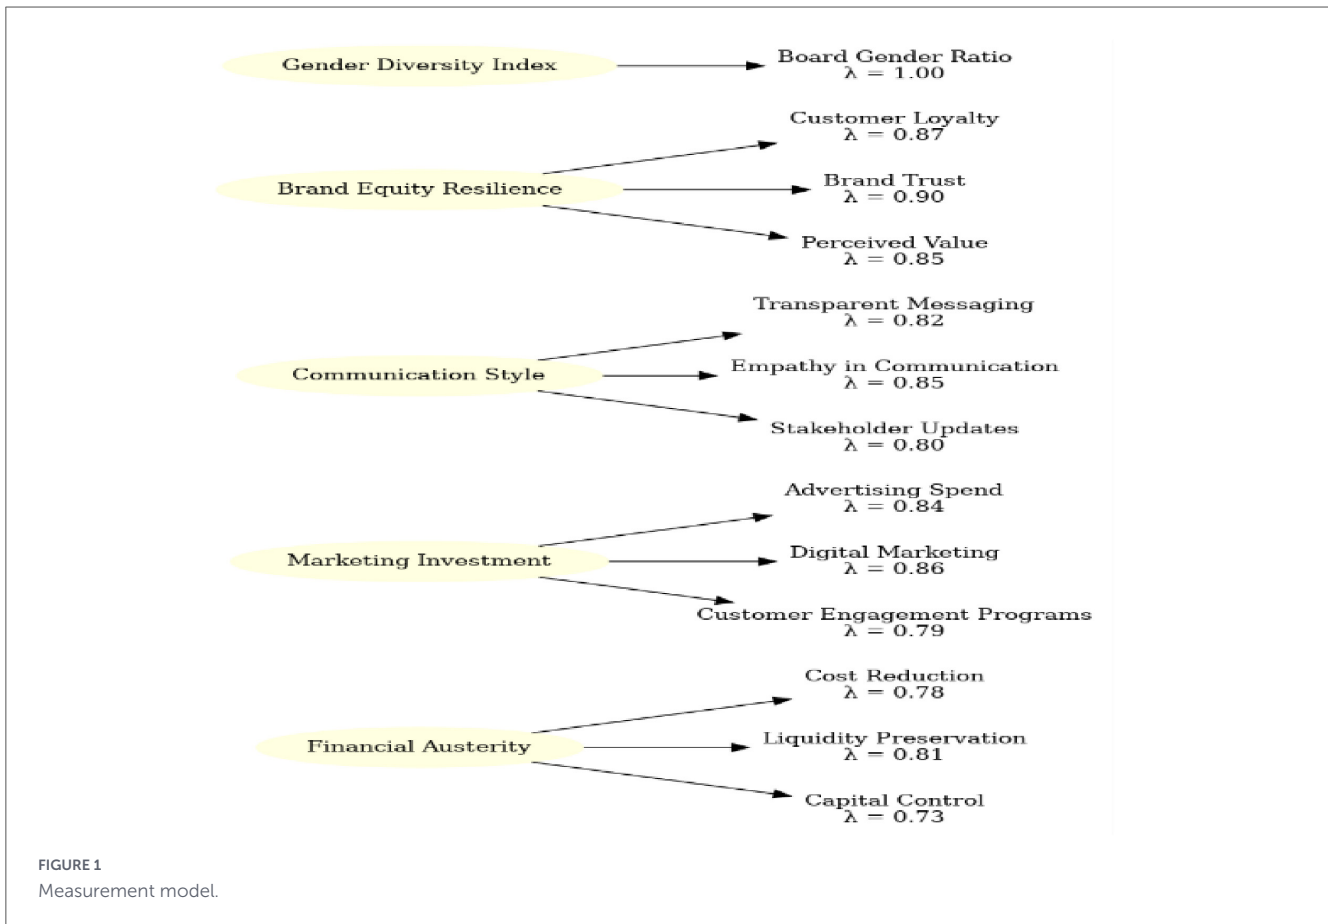 Gender Diversity Index
Board Gender Ratio
λ = 1.00
Customer Loyalty
λ = 0.87
Brand Equity Resilience
Brand Trust
λ = 0.90
Perceived Value
λ = 0.85
Transparent Messaging
λ = 0.82
Communication Style
Empathy in Communication
λ = 0.85
Stakeholder Updates
λ = 0.80
Advertising Spend
λ = 0.84
Marketing Investment
Digital Marketing
λ = 0.86
Customer Engagement Programs
λ = 0.79
Cost Reduction
λ = 0.78
Financial Austerity
Liquidity Preservation
λ = 0.81
Capital Control
λ = 0.73
FIGURE 1
Measurement model.